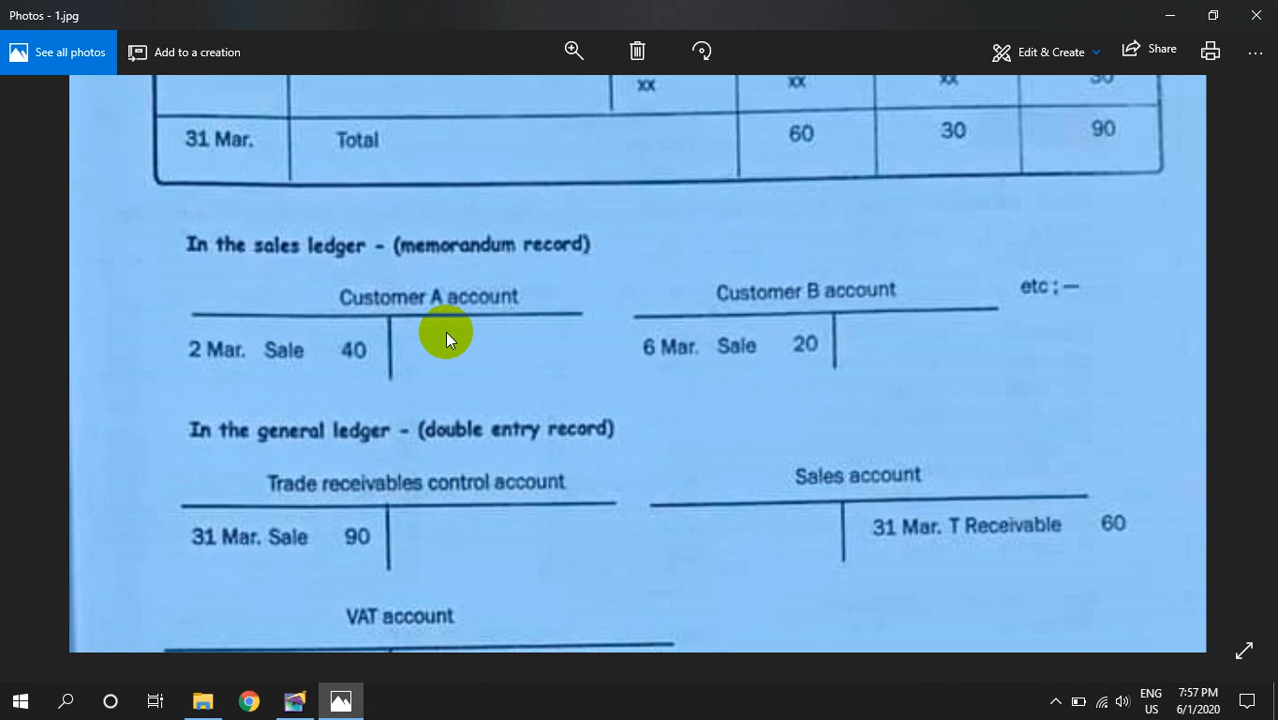 Photos - 1.jpg
See all photos
Add to a creation
Edit & Create
Share
xx xx xx 30
31 Mar. Total 60 30 90
In the sales ledger - (memorandum record)
Customer A account
Customer B account
etc ; —
2 Mar. Sale 40
6 Mar. Sale 20
In the general ledger - (double entry record)
Trade receivables control account
Sales account
31 Mar. Sale 90
31 Mar. T Receivable 60
VAT account
ENG
US
7:57 PM
6/1/2020